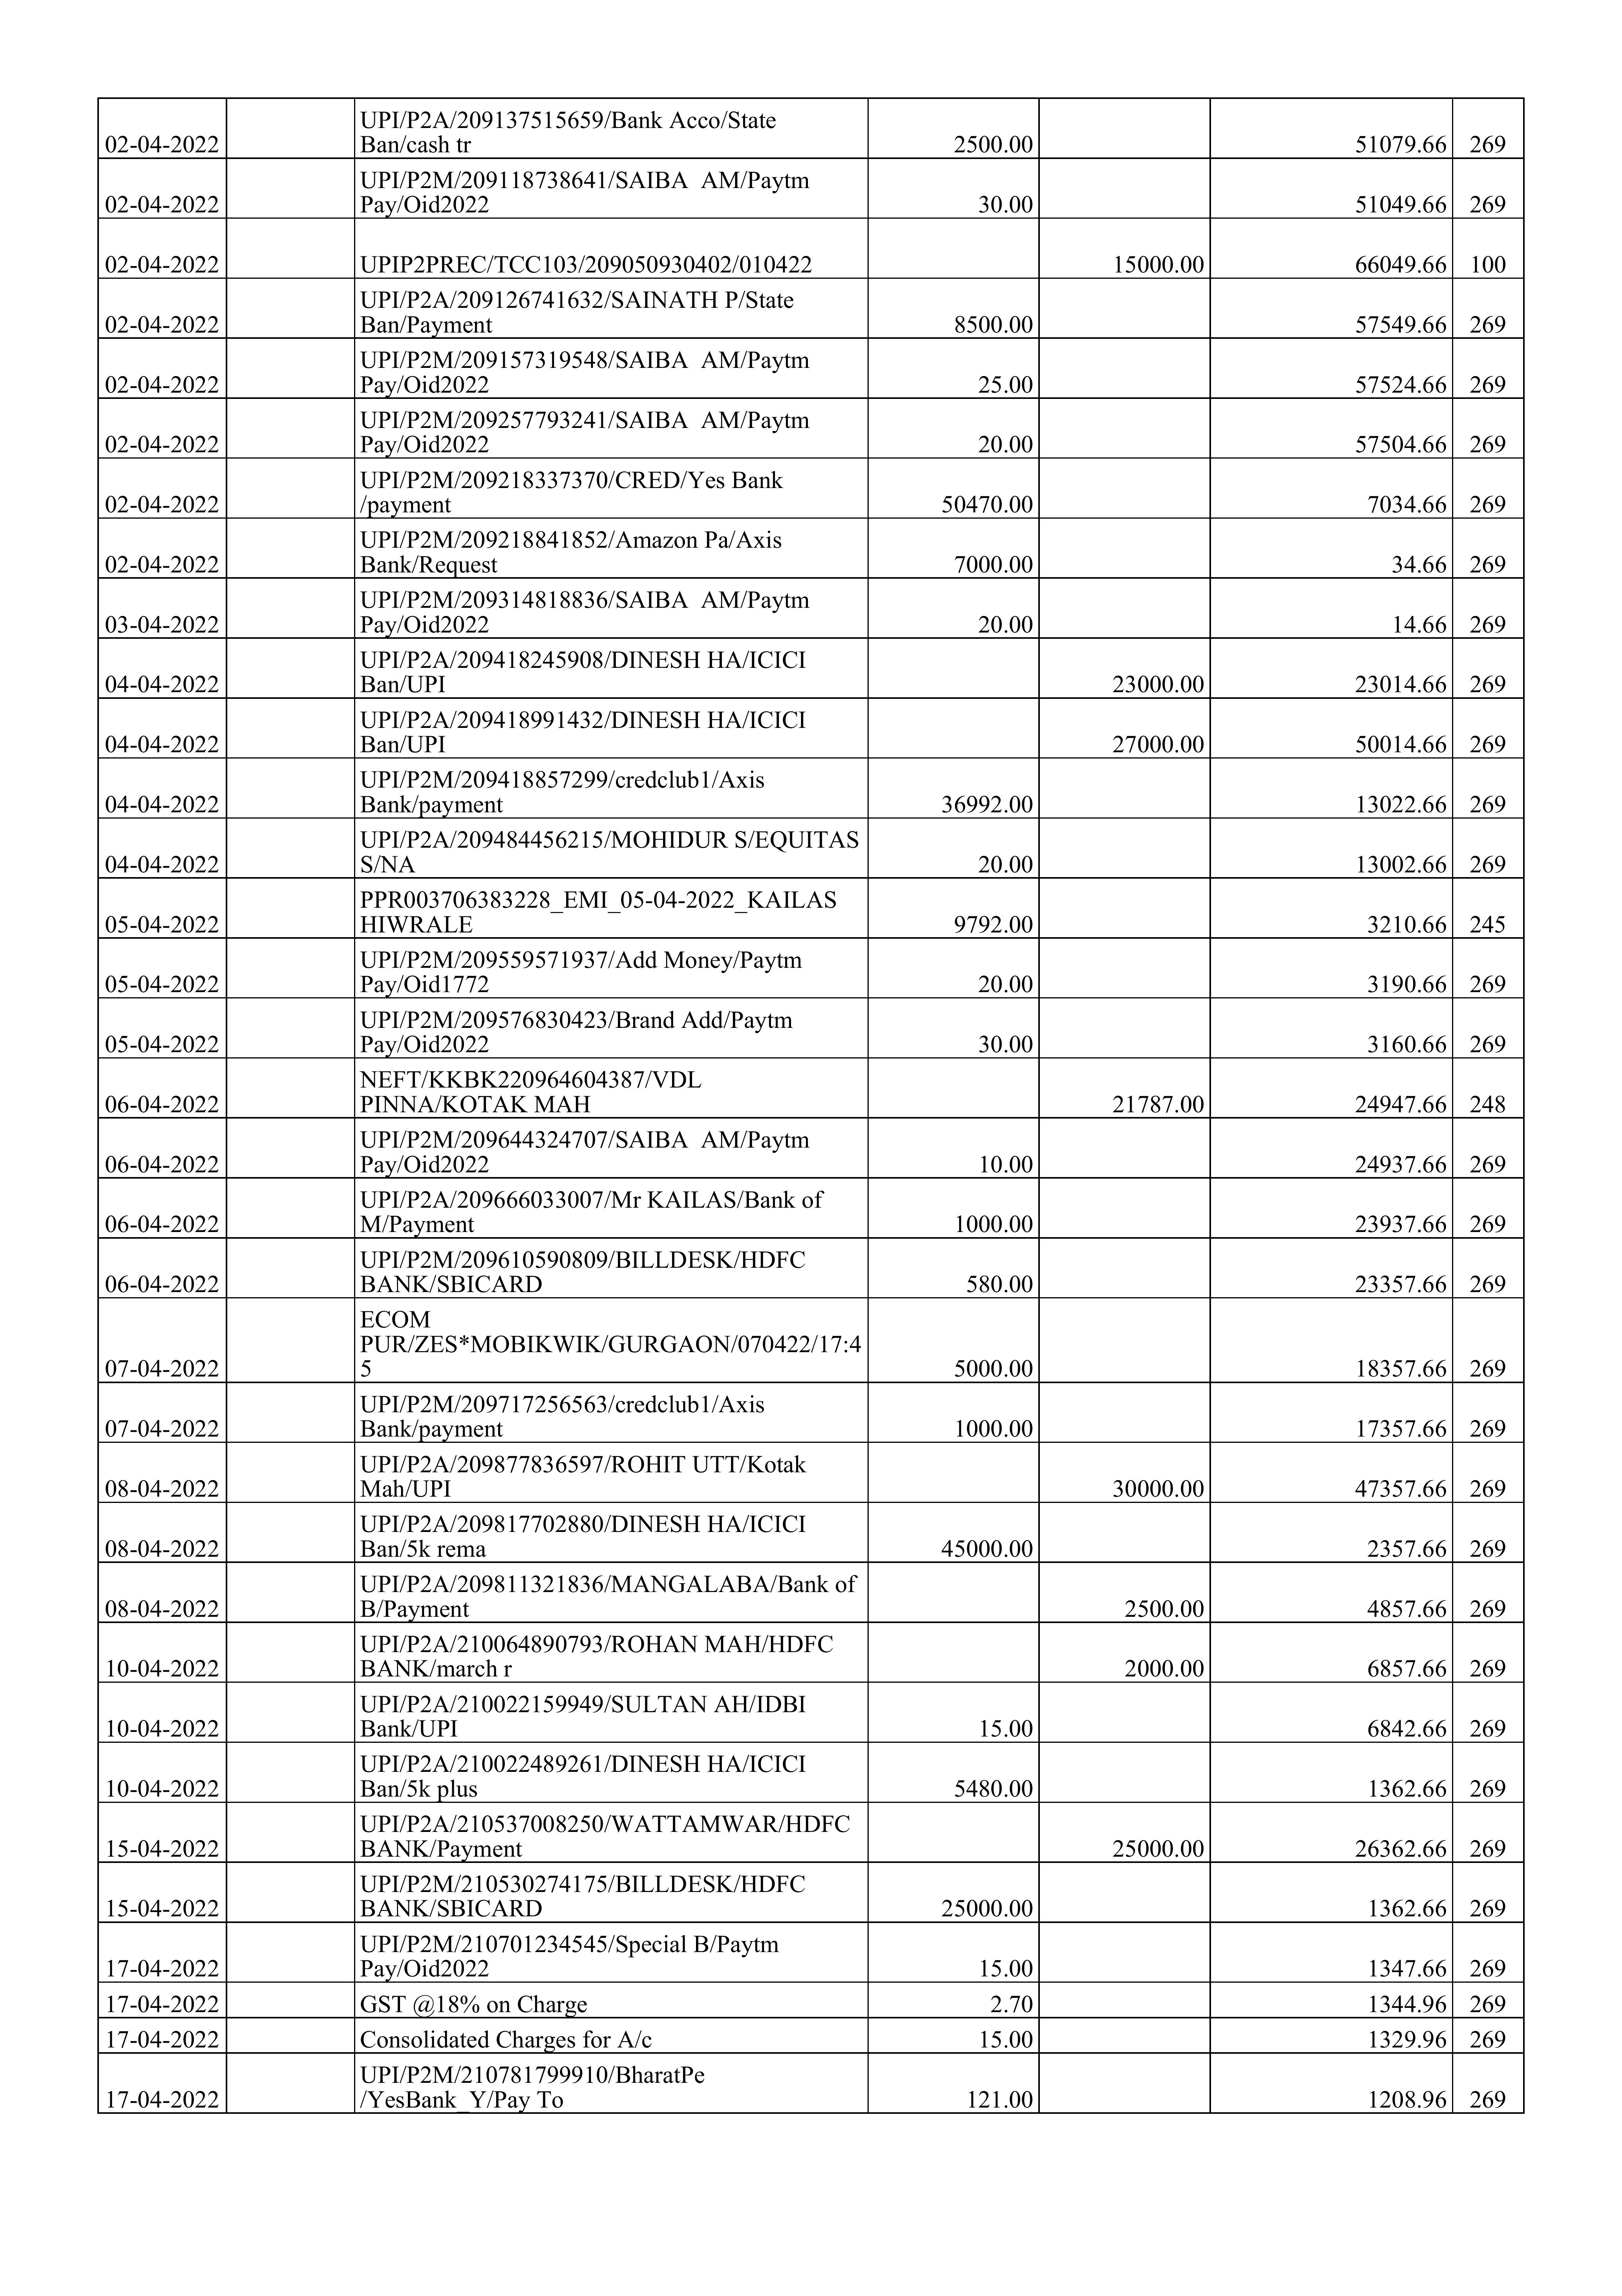 UPI/P2A/209137515659/Bank Acco/State
02-04-2022 Ban/cash tr 2500.00 51079.66 269
UPI/P2M/209118738641/SAIBA  AM/Paytm
02-04-2022 Pay/Oid2022 30.00 51049.66 269
02-04-2022 UPIP2PREC/TCC103/209050930402/010422 15000.00 66049.66 100
UPI/P2A/209126741632/SAINATH P/State
02-04-2022 Ban/Payment 8500.00 57549.66 269
UPI/P2M/209157319548/SAIBA  AM/Paytm
02-04-2022 Pay/Oid2022 25.00 57524.66 269
UPI/P2M/209257793241/SAIBA  AM/Paytm
02-04-2022 Pay/Oid2022 20.00 57504.66 269
UPI/P2M/209218337370/CRED/Yes Bank
02-04-2022 /payment 50470.00 7034.66 269
UPI/P2M/209218841852/Amazon Pa/Axis
02-04-2022 Bank/Request 7000.00 34.66 269
UPI/P2M/209314818836/SAIBA  AM/Paytm
03-04-2022 Pay/Oid2022 20.00 14.66 269
UPI/P2A/209418245908/DINESH HA/ICICI
04-04-2022 Ban/UPI 23000.00 23014.66 269
UPI/P2A/209418991432/DINESH HA/ICICI
04-04-2022 Ban/UPI 27000.00 50014.66 269
UPI/P2M/209418857299/credclub1/Axis
04-04-2022 Bank/payment 36992.00 13022.66 269
UPI/P2A/209484456215/MOHIDUR S/EQUITAS
04-04-2022 S/NA 20.00 13002.66 269
PPR003706383228_EMI_05-04-2022_KAILAS
05-04-2022 HIWRALE 9792.00 3210.66 245
UPI/P2M/209559571937/Add Money/Paytm
05-04-2022 Pay/Oid1772 20.00 3190.66 269
UPI/P2M/209576830423/Brand Add/Paytm
05-04-2022 Pay/Oid2022 30.00 3160.66 269
NEFT/KKBK220964604387/VDL
06-04-2022 PINNA/KOTAK MAH 21787.00 24947.66 248
UPI/P2M/209644324707/SAIBA  AM/Paytm
06-04-2022 Pay/Oid2022 10.00 24937.66 269
UPI/P2A/209666033007/Mr KAILAS/Bank of
06-04-2022 M/Payment 1000.00 23937.66 269
UPI/P2M/209610590809/BILLDESK/HDFC
06-04-2022 BANK/SBICARD 580.00 23357.66 269
ECOM
PUR/ZES*MOBIKWIK/GURGAON/070422/17:4
07-04-2022 5 5000.00 18357.66 269
UPI/P2M/209717256563/credclub1/Axis
07-04-2022 Bank/payment 1000.00 17357.66 269
UPI/P2A/209877836597/ROHIT UTT/Kotak
08-04-2022 Mah/UPI 30000.00 47357.66 269
UPI/P2A/209817702880/DINESH HA/ICICI
08-04-2022 Ban/5k rema 45000.00 2357.66 269
UPI/P2A/209811321836/MANGALABA/Bank of
08-04-2022 B/Payment 2500.00 4857.66 269
UPI/P2A/210064890793/ROHAN MAH/HDFC
10-04-2022 BANK/march r 2000.00 6857.66 269
UPI/P2A/210022159949/SULTAN AH/IDBI
10-04-2022 Bank/UPI 15.00 6842.66 269
UPI/P2A/210022489261/DINESH HA/ICICI
10-04-2022 Ban/5k plus 5480.00 1362.66 269
UPI/P2A/210537008250/WATTAMWAR/HDFC
15-04-2022 BANK/Payment 25000.00 26362.66 269
UPI/P2M/210530274175/BILLDESK/HDFC
15-04-2022 BANK/SBICARD 25000.00 1362.66 269
UPI/P2M/210701234545/Special B/Paytm
17-04-2022 Pay/Oid2022 15.00 1347.66 269
17-04-2022 GST @18% on Charge 2.70 1344.96 269
17-04-2022 Consolidated Charges for A/c 15.00 1329.96 269
UPI/P2M/210781799910/BharatPe
17-04-2022 /YesBank_Y/Pay To 121.00 1208.96 269